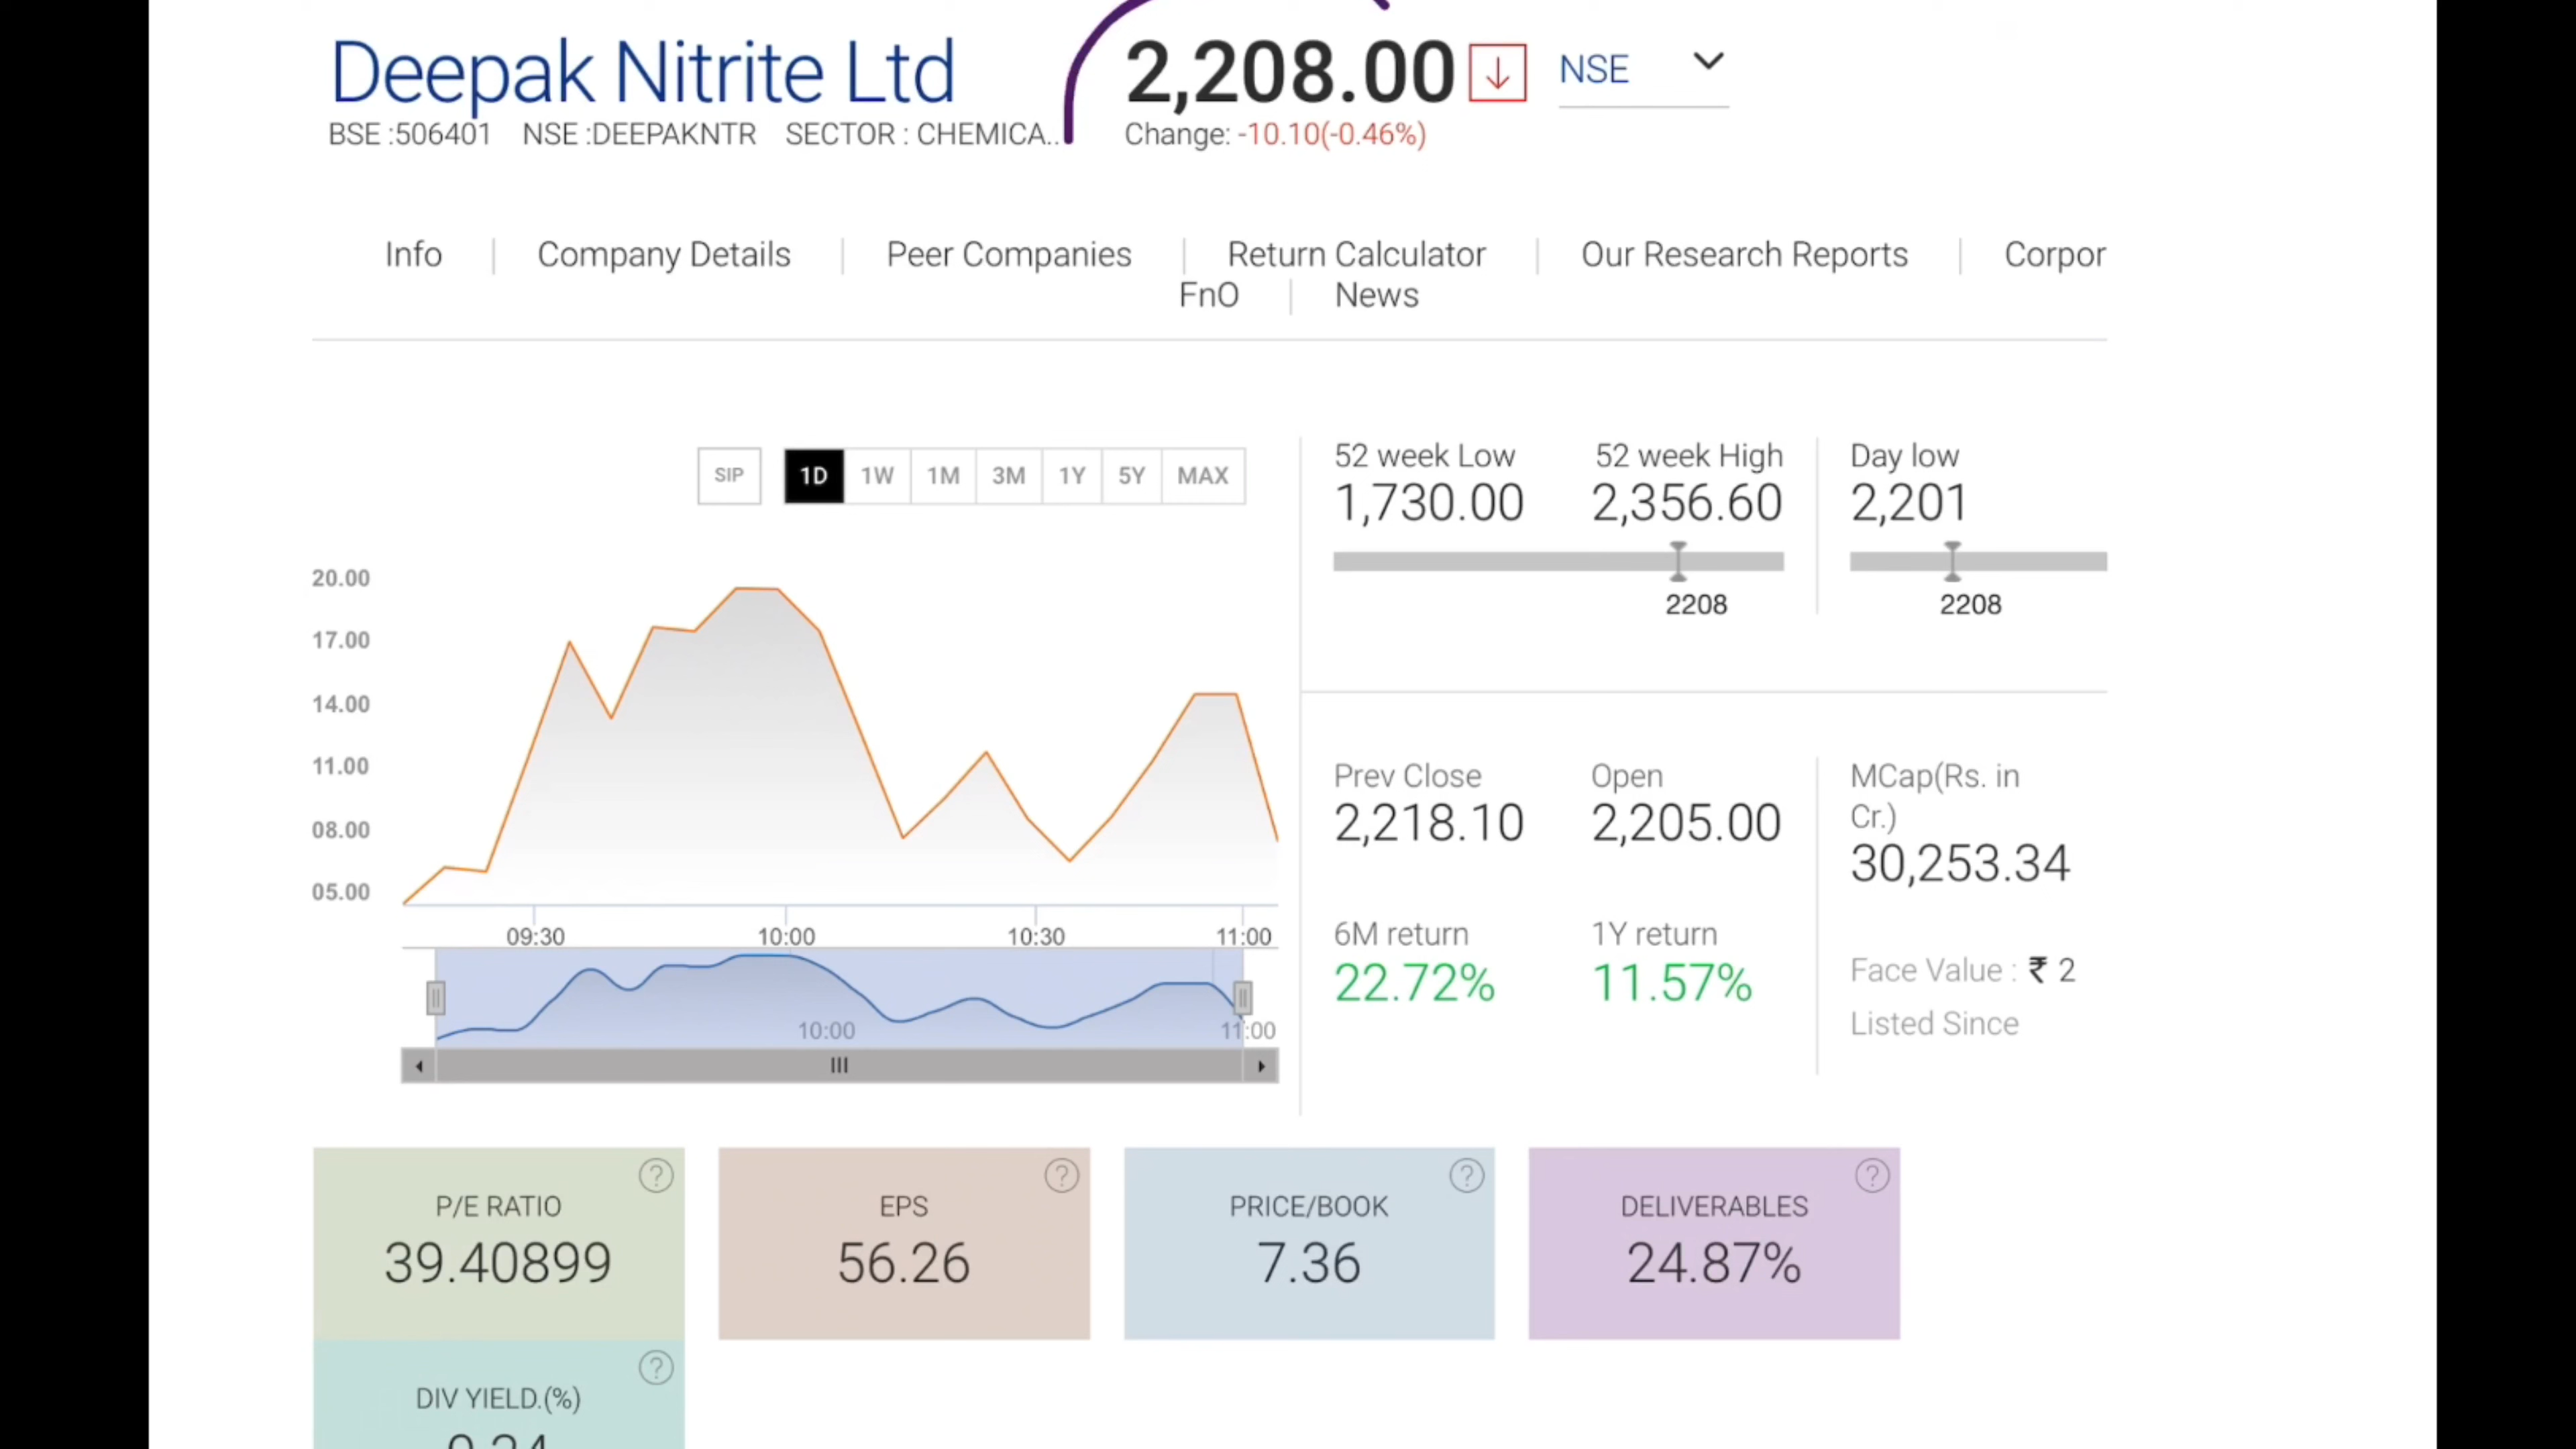 Deepak Nitrite Ltd
2,208.00
NSE
BSE :506401 NSE :DEEPAKNTR SECTOR : CHEMICA..
Change: -10.10(-0.46%)
Info
Company Details
Peer Companies
Return Calculator
Our Research Reports
Corpor
FnO
News
SIP
1D
1W
1M
3M
1Y
5Y
MAX
20.00
17.00
14.00
11.00
08.00
05.00
09:30
10:00
10:30
11:00
10:00
11:00
52 week Low
1,730.00
52 week High
2,356.60
2208
Day low
2,201
2208
Prev Close
2,218.10
Open
2,205.00
MCap(Rs. in
Cr.)
30,253.34
6M return
22.72%
1Y return
11.57%
Face Value : ₹ 2
Listed Since
P/E RATIO
39.40899
EPS
56.26
PRICE/BOOK
7.36
DELIVERABLES
24.87%
DIV YIELD.(%)